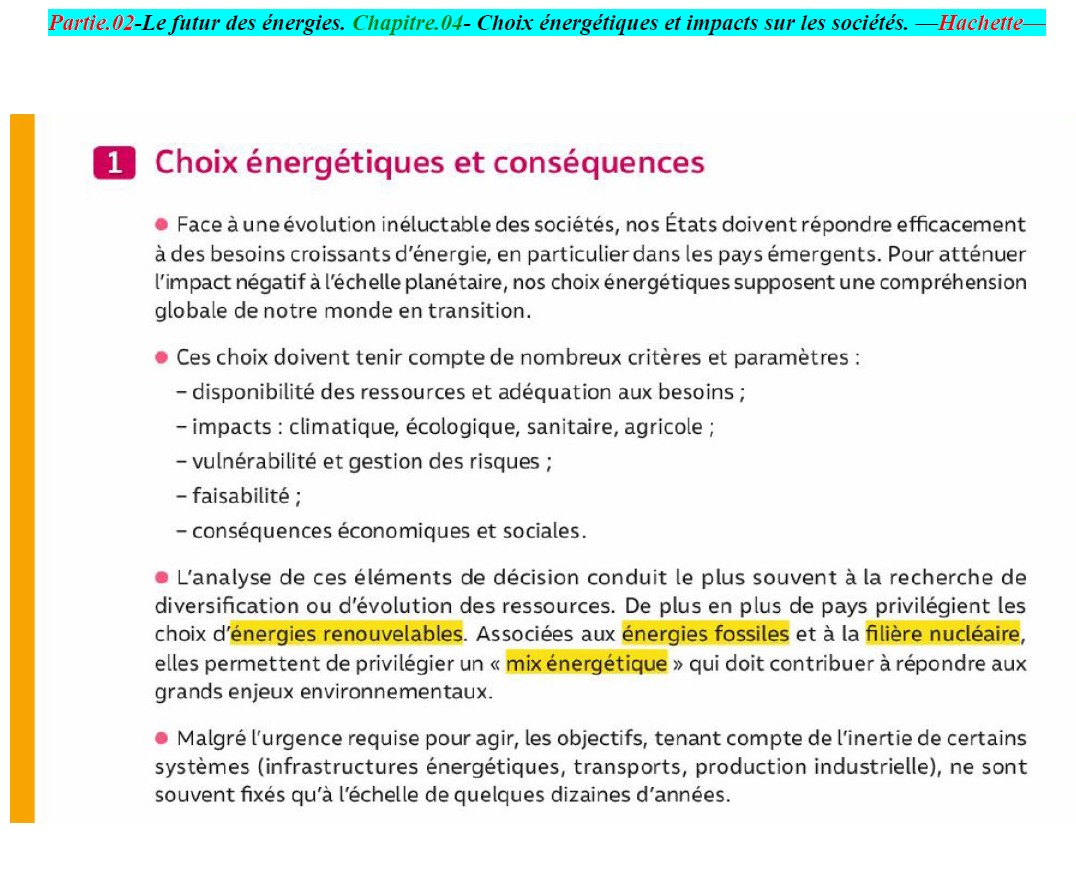 Partie.02-Le futur des énergies. Chapitre.04- Choix énergétiques et impacts sur les sociétés. —Hachette—
1 Choix énergétiques et conséquences
• Face à une évolution inéluctable des sociétés, nos États doivent répondre efficacement
à des besoins croissants d'énergie, en particulier dans les pays émergents. Pour atténuer
l'impact négatif à l'échelle planétaire, nos choix énergétiques supposent une compréhension
globale de notre monde en transition.
• Ces choix doivent tenir compte de nombreux critères et paramètres :
– disponibilité des ressources et adéquation aux besoins ;
– impacts : climatique, écologique, sanitaire, agricole ;
– vulnérabilité et gestion des risques ;
– faisabilité ;
– conséquences économiques et sociales.
• L'analyse de ces éléments de décision conduit le plus souvent à la recherche de
diversification ou d'évolution des ressources. De plus en plus de pays privilégient les
choix d'énergies renouvelables. Associées aux énergies fossiles et à la filière nucléaire,
elles permettent de privilégier un « mix énergétique » qui doit contribuer à répondre aux
grands enjeux environnementaux.
• Malgré l'urgence requise pour agir, les objectifs, tenant compte de l'inertie de certains
systèmes (infrastructures énergétiques, transports, production industrielle), ne sont
souvent fixés qu'à l'échelle de quelques dizaines d'années.